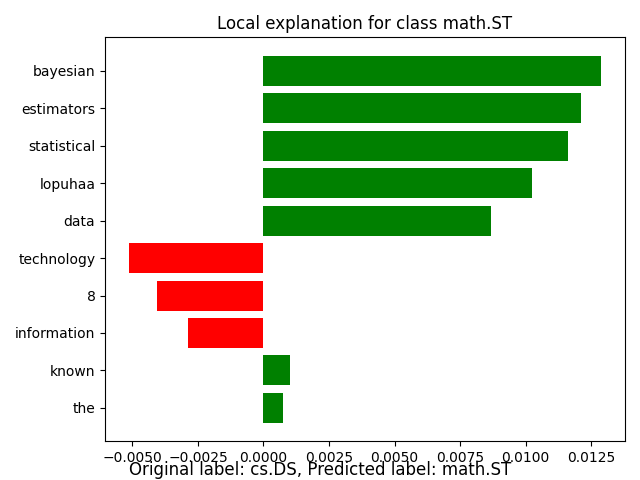 Local explanation for class math.ST
bayesian
estimators
statistical
lopuhaa
data
technology
8
information
known
the
−0.0050 −0.0025 0.0000 0.0025 0.0050 0.0075 0.0100 0.0125
Original label: cs.DS, Predicted label: math.ST